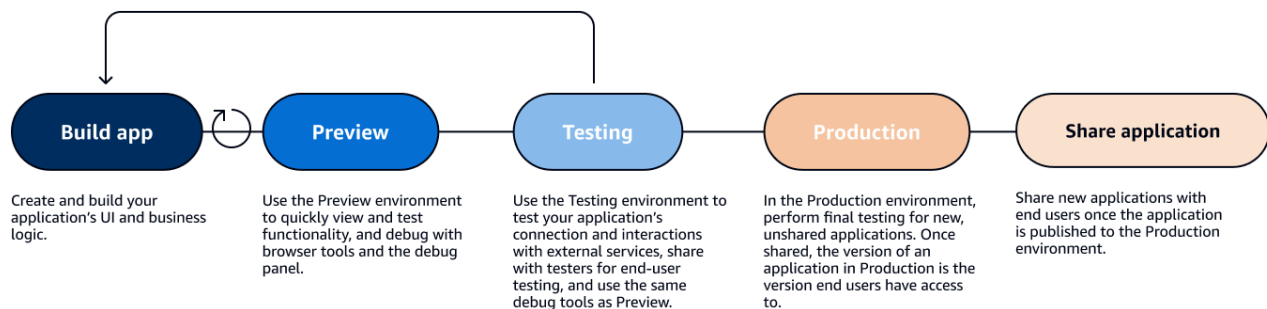 Build app
Preview
Testing
Production
Share application
Create and build your
application's UI and business
logic.
Use the Preview environment
to quickly view and test
functionality, and debug with
browser tools and the debug
panel.
Use the Testing environment to
test your application's
connection and interactions
with external services, share
with testers for end-user
testing, and use the same
debug tools as Preview.
In the Production environment,
perform final testing for new,
unshared applications. Once
shared, the version of an
application in Production is the
version end users have access
to.
Share new applications with
end users once the application
is published to the Production
environment.